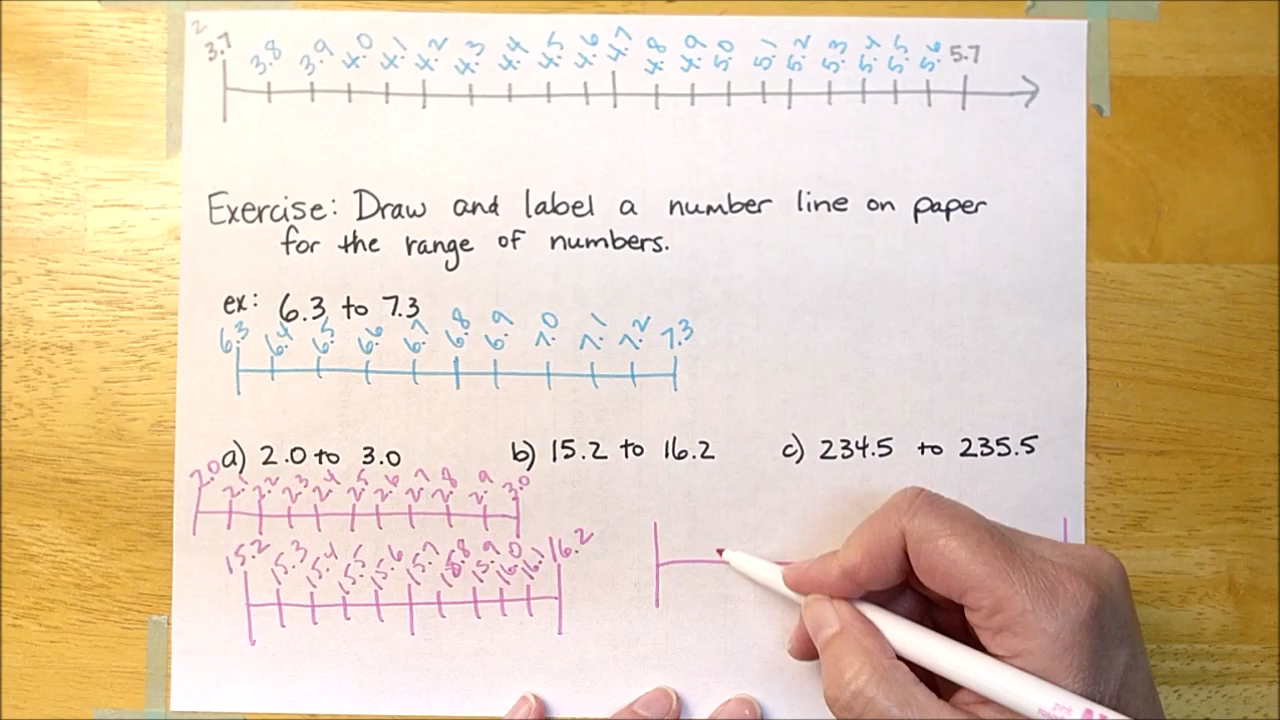 2
3.7 3.8 3.9 4.0 4.1 4.2 4.3 4.4 4.5 4.6 4.7 4.8 4.9 5.0 5.1 5.2 5.3 5.4 5.5 5.6 5.7
Exercise: Draw and label a number line on paper
for the range of numbers.
ex: 6.3 to 7.3
6.3 6.4 6.5 6.6 6.7 6.8 6.9 7.0 7.1 7.2 7.3
a) 2.0 to 3.0 b) 15.2 to 16.2 c) 234.5 to 235.5
2.0 2.1 2.2 2.3 2.4 2.5 2.6 2.7 2.8 2.9 3.0
15.2 15.3 15.4 15.5 15.6 15.7 15.8 15.9 16.0 16.1 16.2